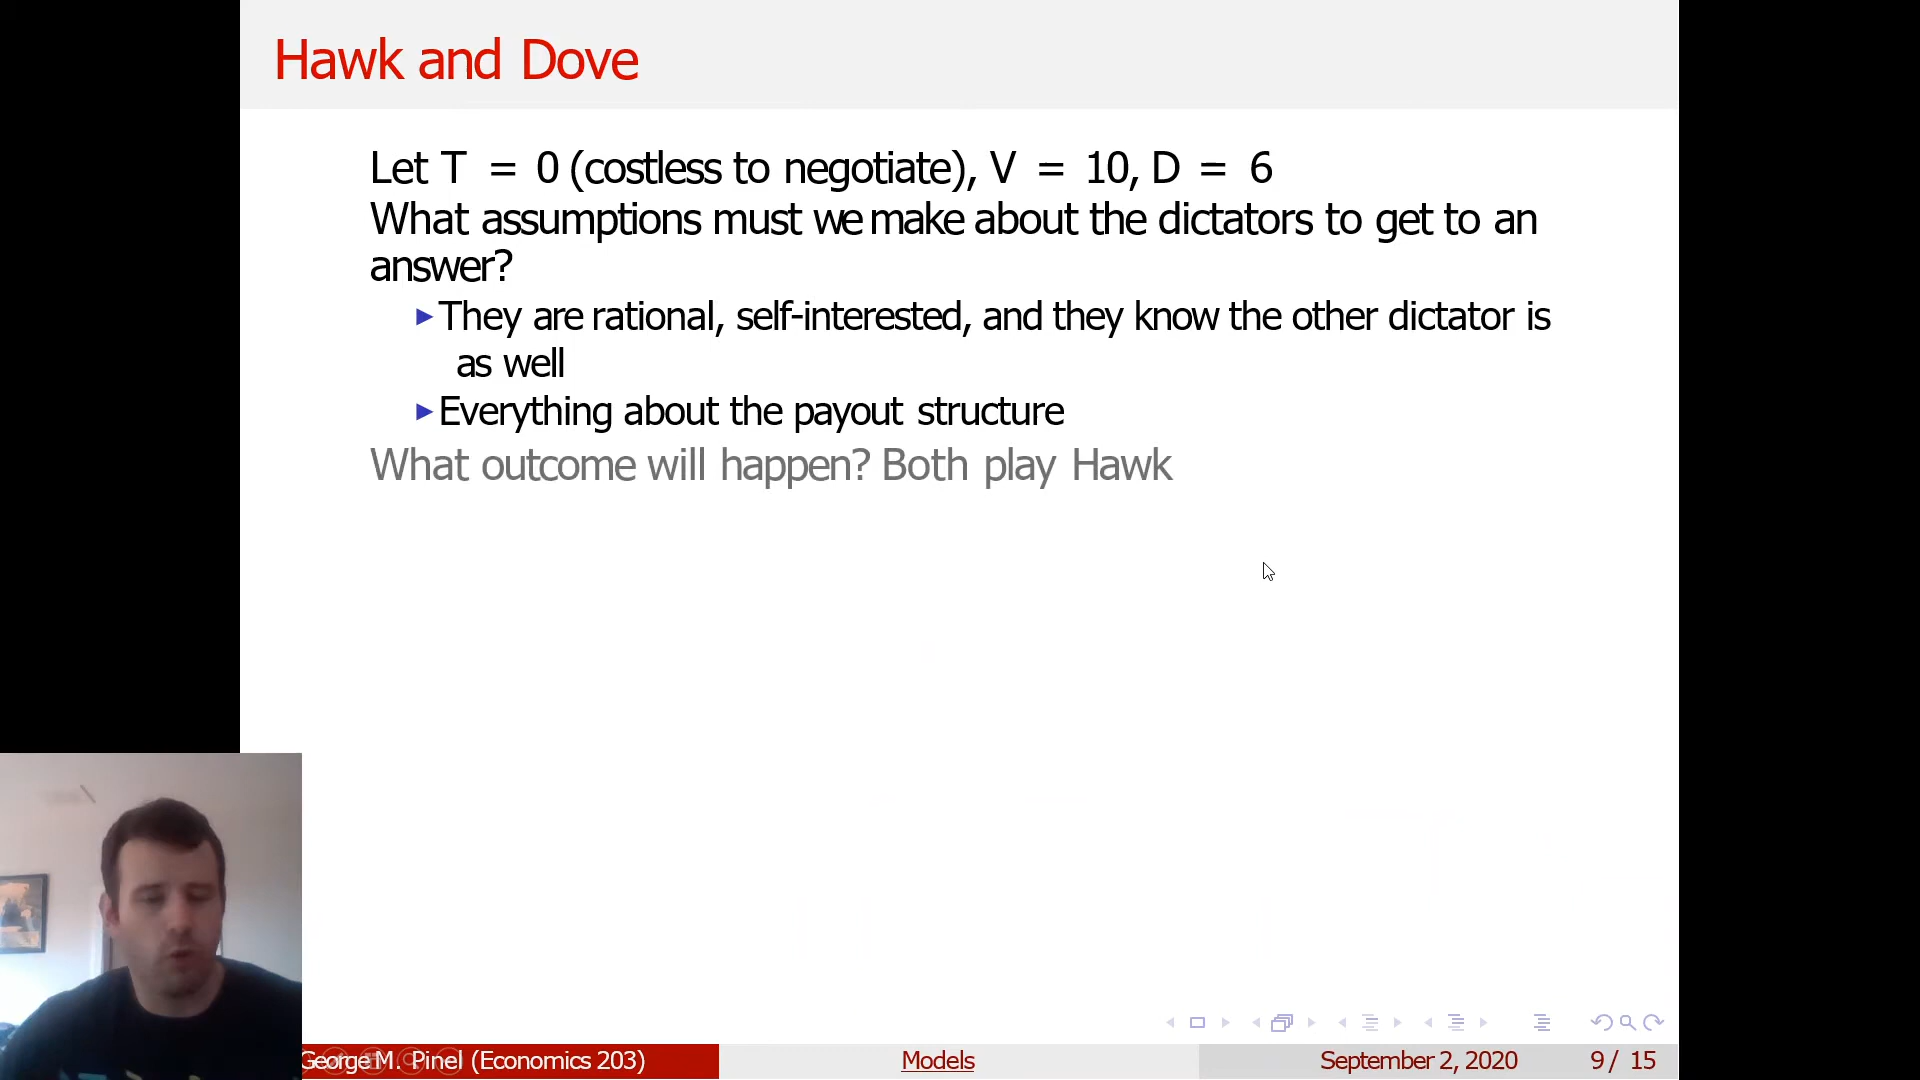 Hawk and Dove
Let T = 0 (costless to negotiate), V = 10, D = 6
What assumptions must we make about the dictators to get to an
answer?
They are rational, self-interested, and they know the other dictator is
as well
Everything about the payout structure
What outcome will happen? Both play Hawk
George M. Pinel (Economics 203)
Models
September 2, 2020
9 / 15